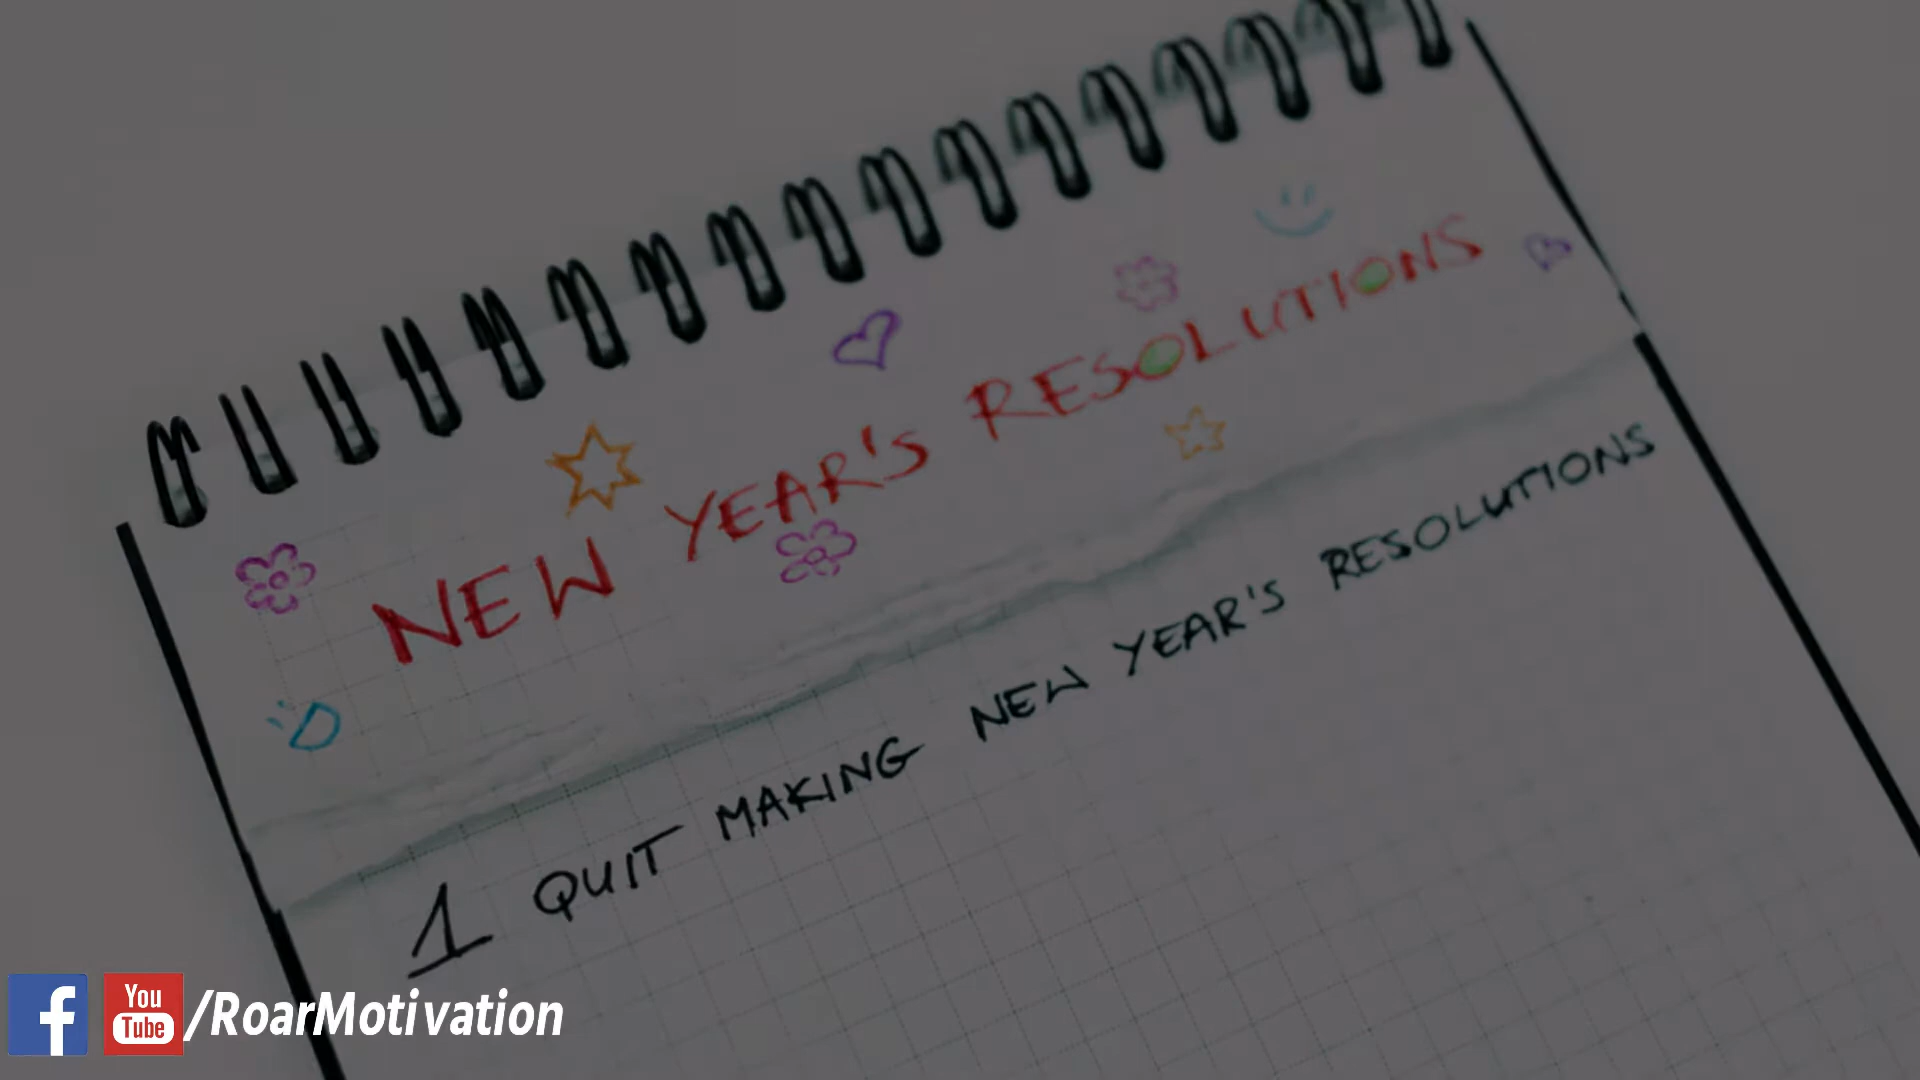 NEW YEAR'S RESOLUTIONS
1 QUIT MAKING NEW YEAR'S RESOLUTIONS
f You Tube /RoarMotivation